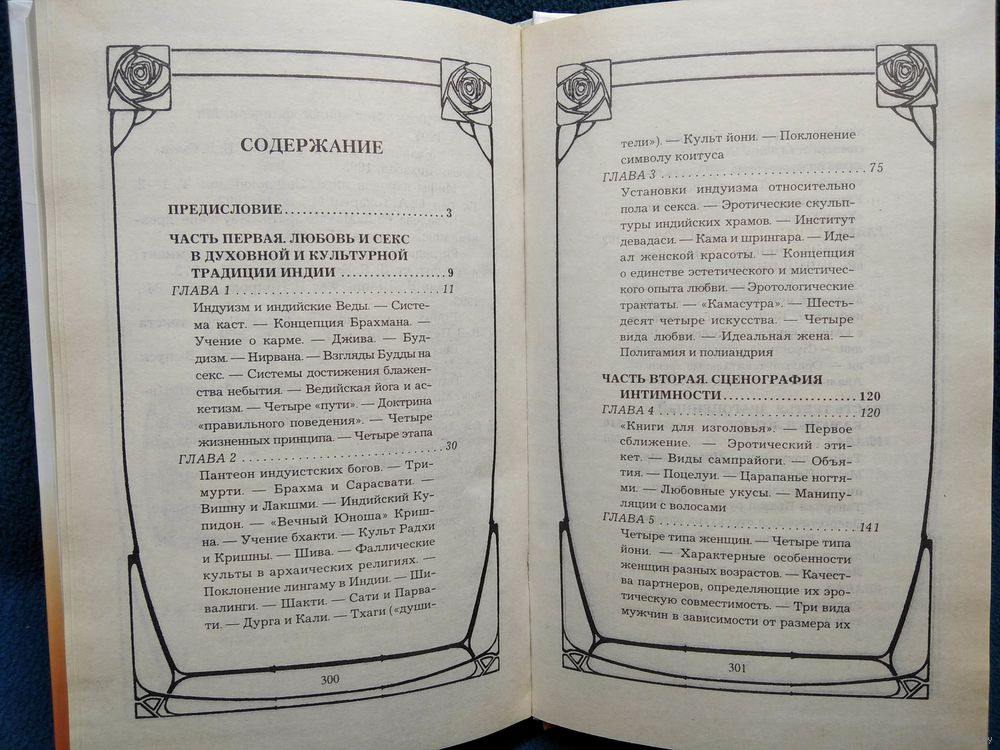 СОДЕРЖАНИЕ
ПРЕДИСЛОВИЕ...........................3
ЧАСТЬ ПЕРВАЯ. ЛЮБОВЬ И СЕКС
В ДУХОВНОЙ И КУЛЬТУРНОЙ
ТРАДИЦИИ ИНДИИ ..................9
ГЛАВА 1 ...............................11
Индуизм и индийские Веды. — Систе-
ма каст. — Концепция Брахмана. —
Учение о карме. — Джива. — Буд-
дизм. — Нирвана. — Взгляды Будды на
секс. — Системы достижения блажен-
ства небытия. — Ведийская йога и ас-
кетизм. — Четыре «пути». — Доктрина
«правильного поведения». — Четыре
жизненных принципа. — Четыре этапа
ГЛАВА 2 ...............................30
Пантеон индуистских богов. — Три-
мурти. — Брахма и Сарасвати. —
Вишну и Лакшми. — Индийский Ку-
пидон. — «Вечный Юноша» Криш-
на. — Учение бхакти. — Культ Радхи
и Кришны. — Шива. — Фаллические
культы в архаических религиях. —
Поклонение лингаму в Индии. — Ши-
валинги. — Шакти. — Сати и Парва-
ти. — Дурга и Кали. — Тхаги («души-
300
тели»). — Культ йони. — Поклонение
символу коитуса
ГЛАВА 3 ...............................75
Установки индуизма относительно
пола и секса. — Эротические скульп-
туры индийских храмов. — Институт
девадаси. — Кама и шрингара. — Иде-
ал женской красоты. — Концепция
о единстве эстетического и мистичес-
кого опыта любви. — Эротологические
трактаты. — «Камасутра». — Шесть-
десят четыре искусства. — Четыре
вида любви. — Идеальная жена. —
Полигамия и полиандрия
ЧАСТЬ ВТОРАЯ. СЦЕНОГРАФИЯ
ИНТИМНОСТИ.......................120
ГЛАВА 4 ...............................120
«Книги для изголовья». — Первое
сближение. — Эротический эти-
кет. — Виды сампрайоги. — Объя-
тия. — Поцелуи. — Царапанье ногтя-
ми. — Любовные укусы. — Манипу-
ляции с волосами
ГЛАВА 5 ...............................141
Четыре типа женщин. — Четыре типа
йони. — Характерные особенности
женщин разных возрастов. — Качест-
ва партнеров, определяющие их эро-
тическую совместимость. — Три вида
мужчин в зависимости от размера их
301